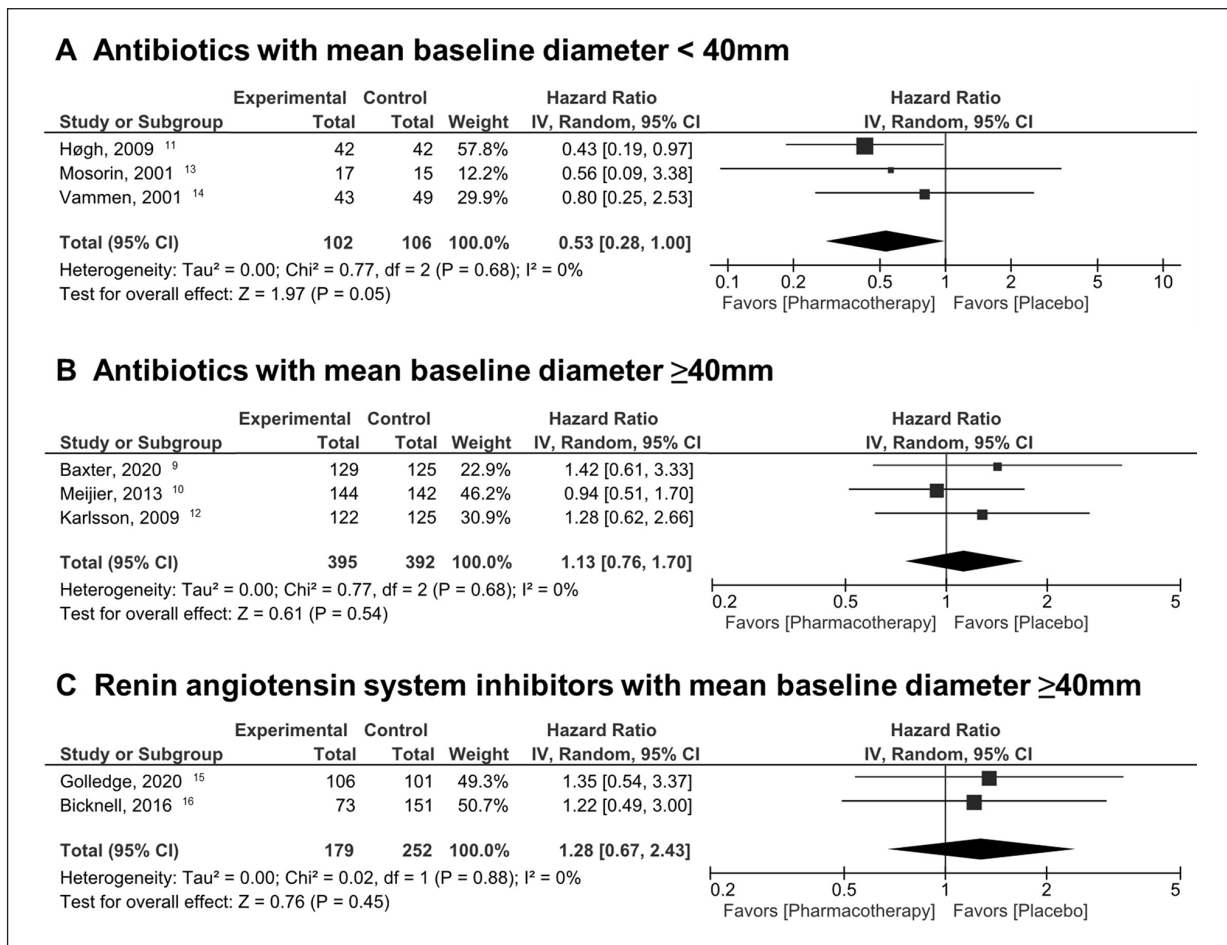 A Antibiotics with mean baseline diameter < 40mm
Experimental Control Hazard Ratio Hazard Ratio
Study or Subgroup Total Total Weight IV, Random, 95% CI IV, Random, 95% CI
Høgh, 2009 11 42 42 57.8% 0.43 [0.19, 0.97]
Mosorin, 2001 13 17 15 12.2% 0.56 [0.09, 3.38]
Vammen, 2001 14 43 49 29.9% 0.80 [0.25, 2.53]
Total (95% CI) 102 106 100.0% 0.53 [0.28, 1.00]
Heterogeneity: Tau² = 0.00; Chi² = 0.77, df = 2 (P = 0.68); I² = 0%
Test for overall effect: Z = 1.97 (P = 0.05)
0.1 0.2 0.5 1 2 5 10
Favors [Pharmacotherapy] Favors [Placebo]
B Antibiotics with mean baseline diameter ≥40mm
Experimental Control Hazard Ratio Hazard Ratio
Study or Subgroup Total Total Weight IV, Random, 95% CI IV, Random, 95% CI
Baxter, 2020 9 129 125 22.9% 1.42 [0.61, 3.33]
Meijier, 2013 10 144 142 46.2% 0.94 [0.51, 1.70]
Karlsson, 2009 12 122 125 30.9% 1.28 [0.62, 2.66]
Total (95% CI) 395 392 100.0% 1.13 [0.76, 1.70]
Heterogeneity: Tau² = 0.00; Chi² = 0.77, df = 2 (P = 0.68); I² = 0%
Test for overall effect: Z = 0.61 (P = 0.54)
0.2 0.5 1 2 5
Favors [Pharmacotherapy] Favors [Placebo]
C Renin angiotensin system inhibitors with mean baseline diameter ≥40mm
Experimental Control Hazard Ratio Hazard Ratio
Study or Subgroup Total Total Weight IV, Random, 95% CI IV, Random, 95% CI
Golledge, 2020 15 106 101 49.3% 1.35 [0.54, 3.37]
Bicknell, 2016 16 73 151 50.7% 1.22 [0.49, 3.00]
Total (95% CI) 179 252 100.0% 1.28 [0.67, 2.43]
Heterogeneity: Tau² = 0.00; Chi² = 0.02, df = 1 (P = 0.88); I² = 0%
Test for overall effect: Z = 0.76 (P = 0.45)
0.2 0.5 1 2 5
Favors [Pharmacotherapy] Favors [Placebo]